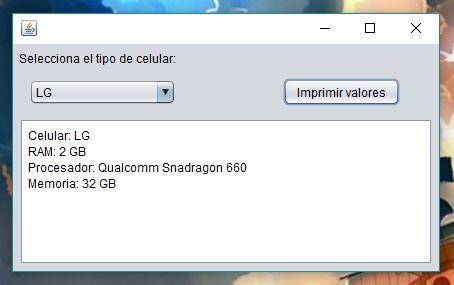 Selecciona el tipo de celular:
LG
Imprimir valores
Celular: LG
RAM: 2 GB
Procesador: Qualcomm Snadragon 660
Memoria: 32 GB